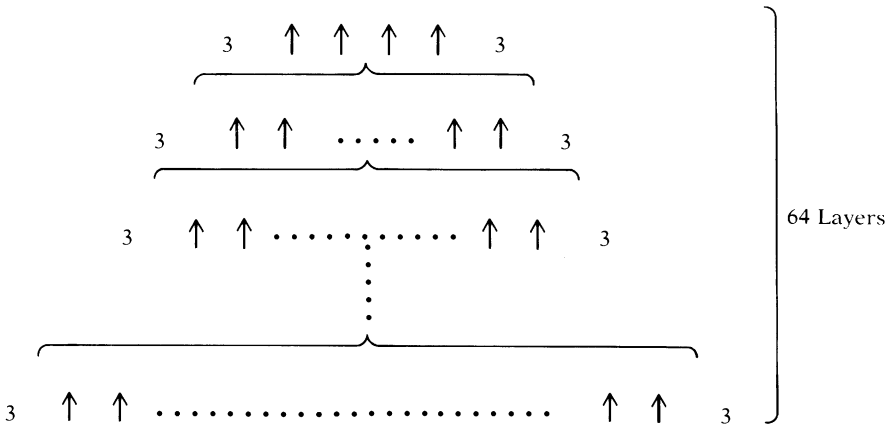 3 ↑ ↑ ↑ ↑ 3
3 ↑ ↑ ..... ↑ ↑ 3
64 Layers
3 ↑ ↑ ........... ↑ ↑ 3
3 ↑ ↑ ....................... ↑ ↑ 3